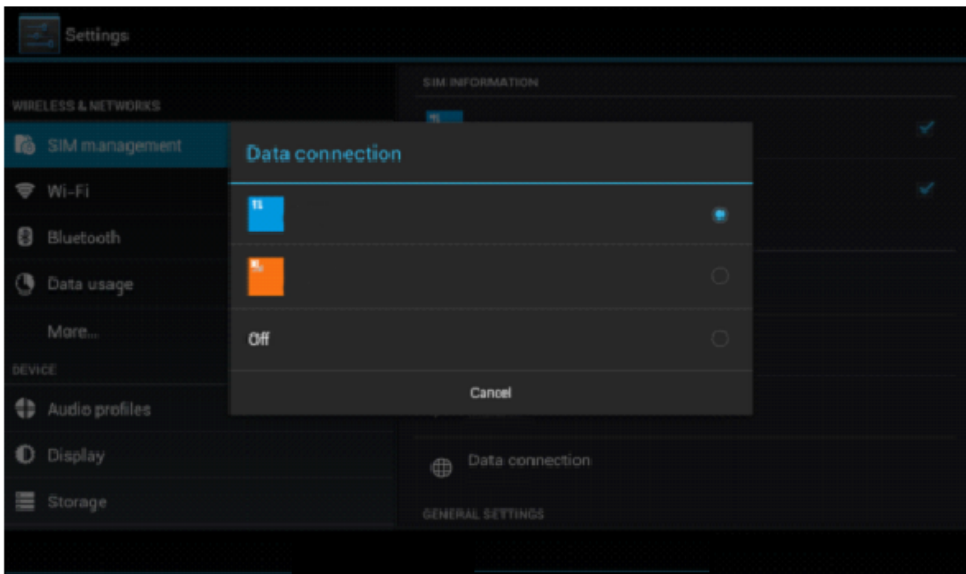 Settings
WIRELESS & NETWORKS
SIM management
Wi-Fi
Bluetooth
Data usage
More...
DEVICE
Audio profiles
Display
Storage
SIM INFORMATION
Data connection
Off
Cancel
Data connection
GENERAL SETTINGS